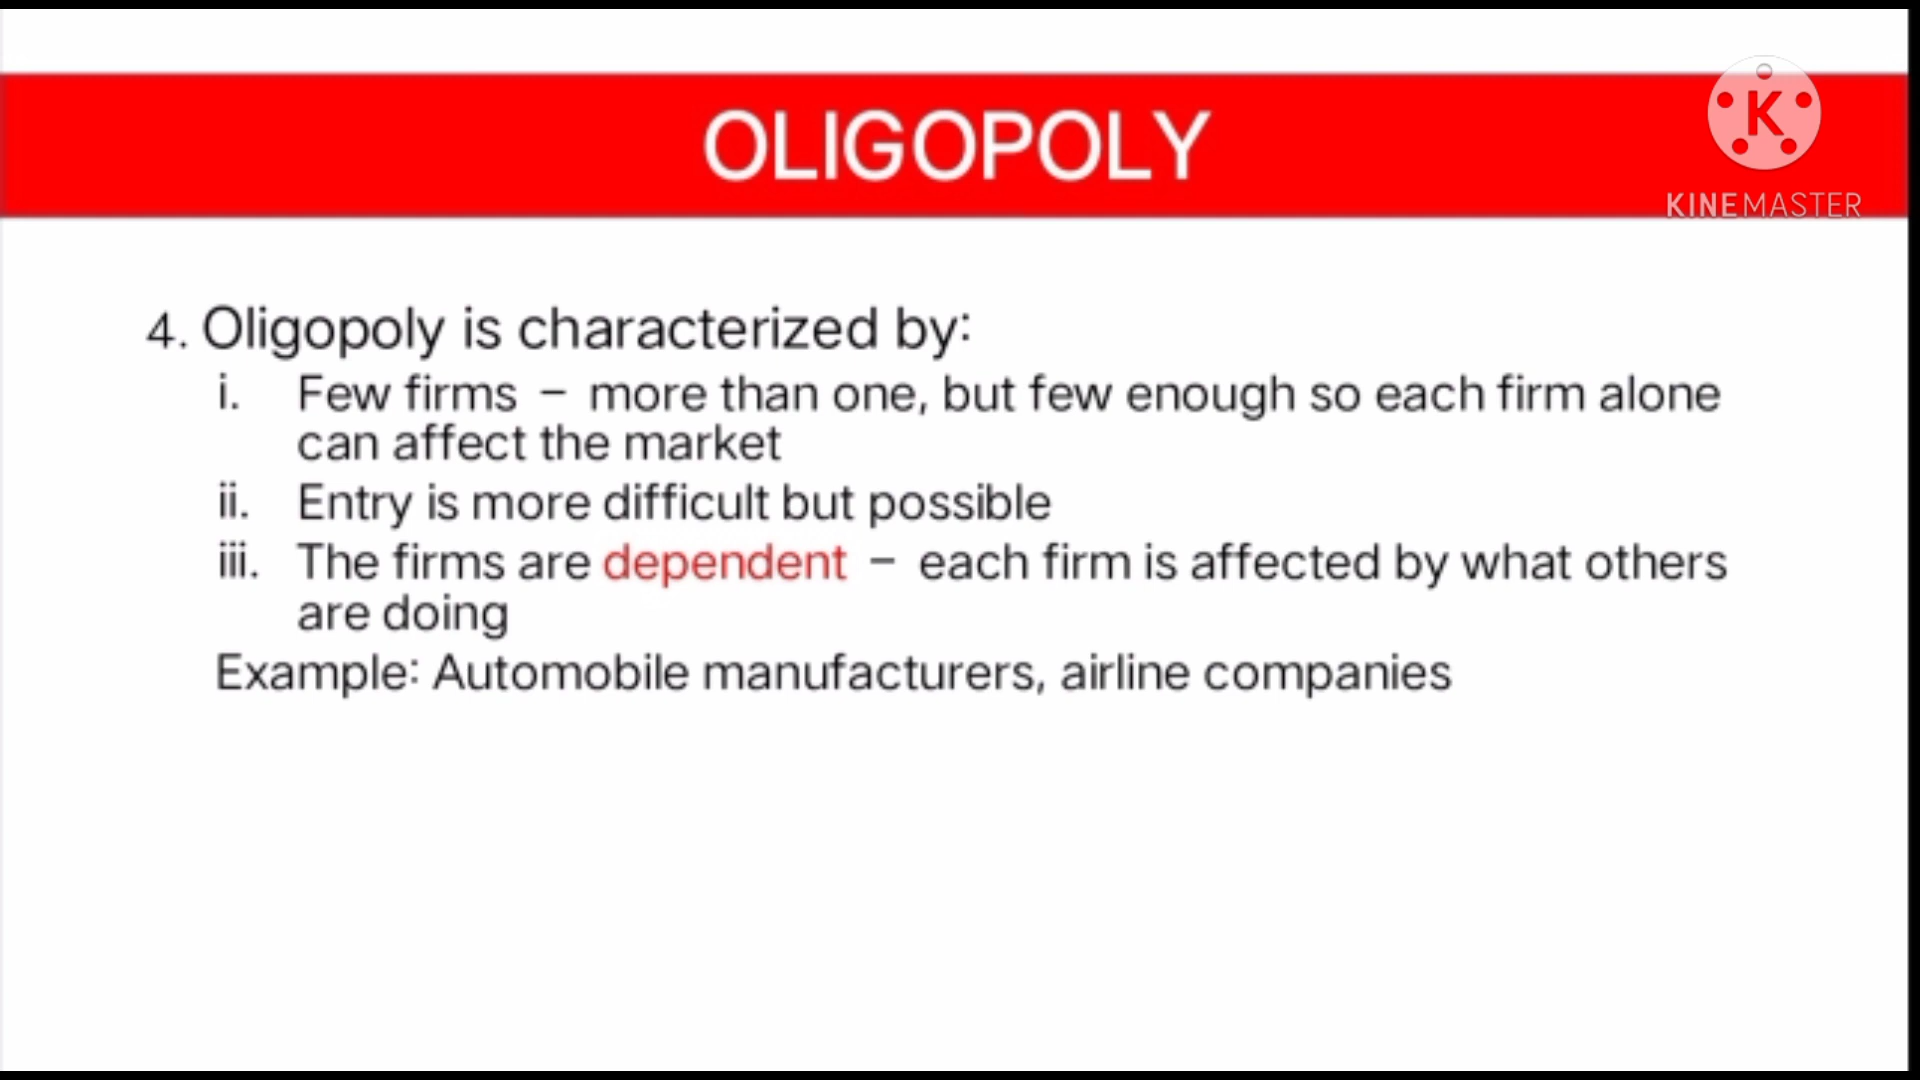 OLIGOPOLY
K
KINEMASTER
4. Oligopoly is characterized by:
i. Few firms – more than one, but few enough so each firm alone
can affect the market
ii. Entry is more difficult but possible
iii. The firms are dependent – each firm is affected by what others
are doing
Example: Automobile manufacturers, airline companies